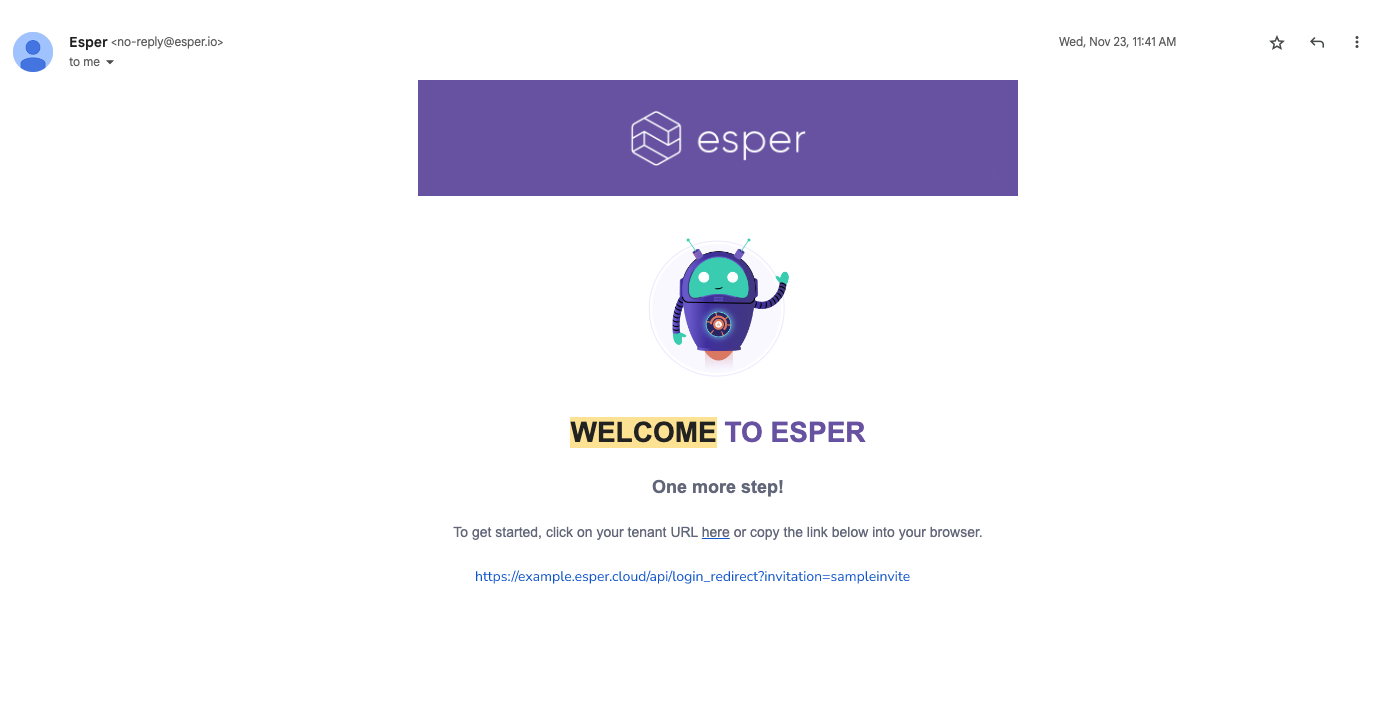 Esper <no-reply@esper.io>
Wed, Nov 23, 11:41 AM
to me
esper
WELCOME TO ESPER
One more step!
To get started, click on your tenant URL here or copy the link below into your browser.
https://example.esper.cloud/api/login_redirect?invitation=sampleinvite